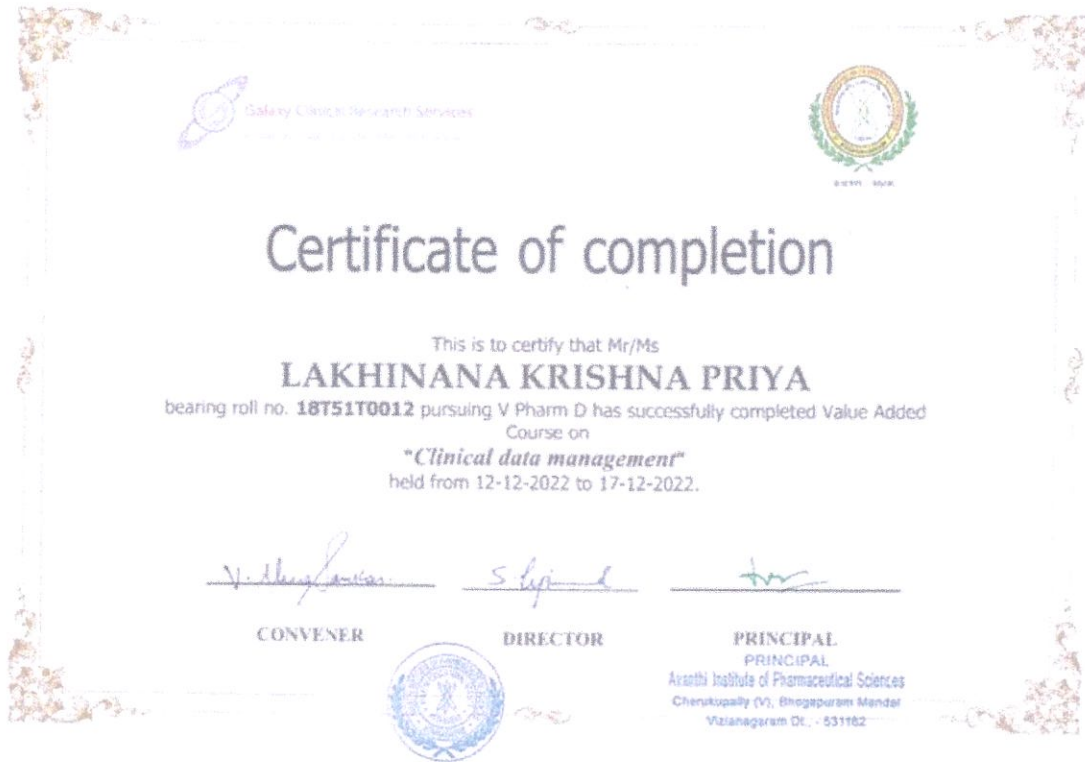 Galaxy Clinical Research Services
Certificate of completion
This is to certify that Mr/Ms
LAKHINANA KRISHNA PRIYA
bearing roll no. 18T51T0012 pursuing V Pharm D has successfully completed Value Added
Course on
"Clinical data management"
held from 12-12-2022 to 17-12-2022.
CONVENER
DIRECTOR
PRINCIPAL
PRINCIPAL
Avanthi Institute of Pharmaceutical Sciences
Cherukupally (V), Bhogapuram Mandal
Vizianagaram Dt., - 531162